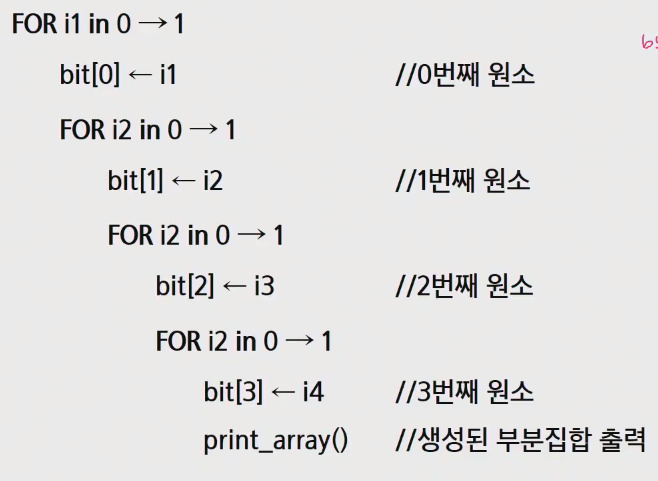 FOR i1 in 0 → 1
bit[0] ← i1 //0번째 원소
FOR i2 in 0 → 1
bit[1] ← i2 //1번째 원소
FOR i2 in 0 → 1
bit[2] ← i3 //2번째 원소
FOR i2 in 0 → 1
bit[3] ← i4 //3번째 원소
print_array() //생성된 부분집합 출력